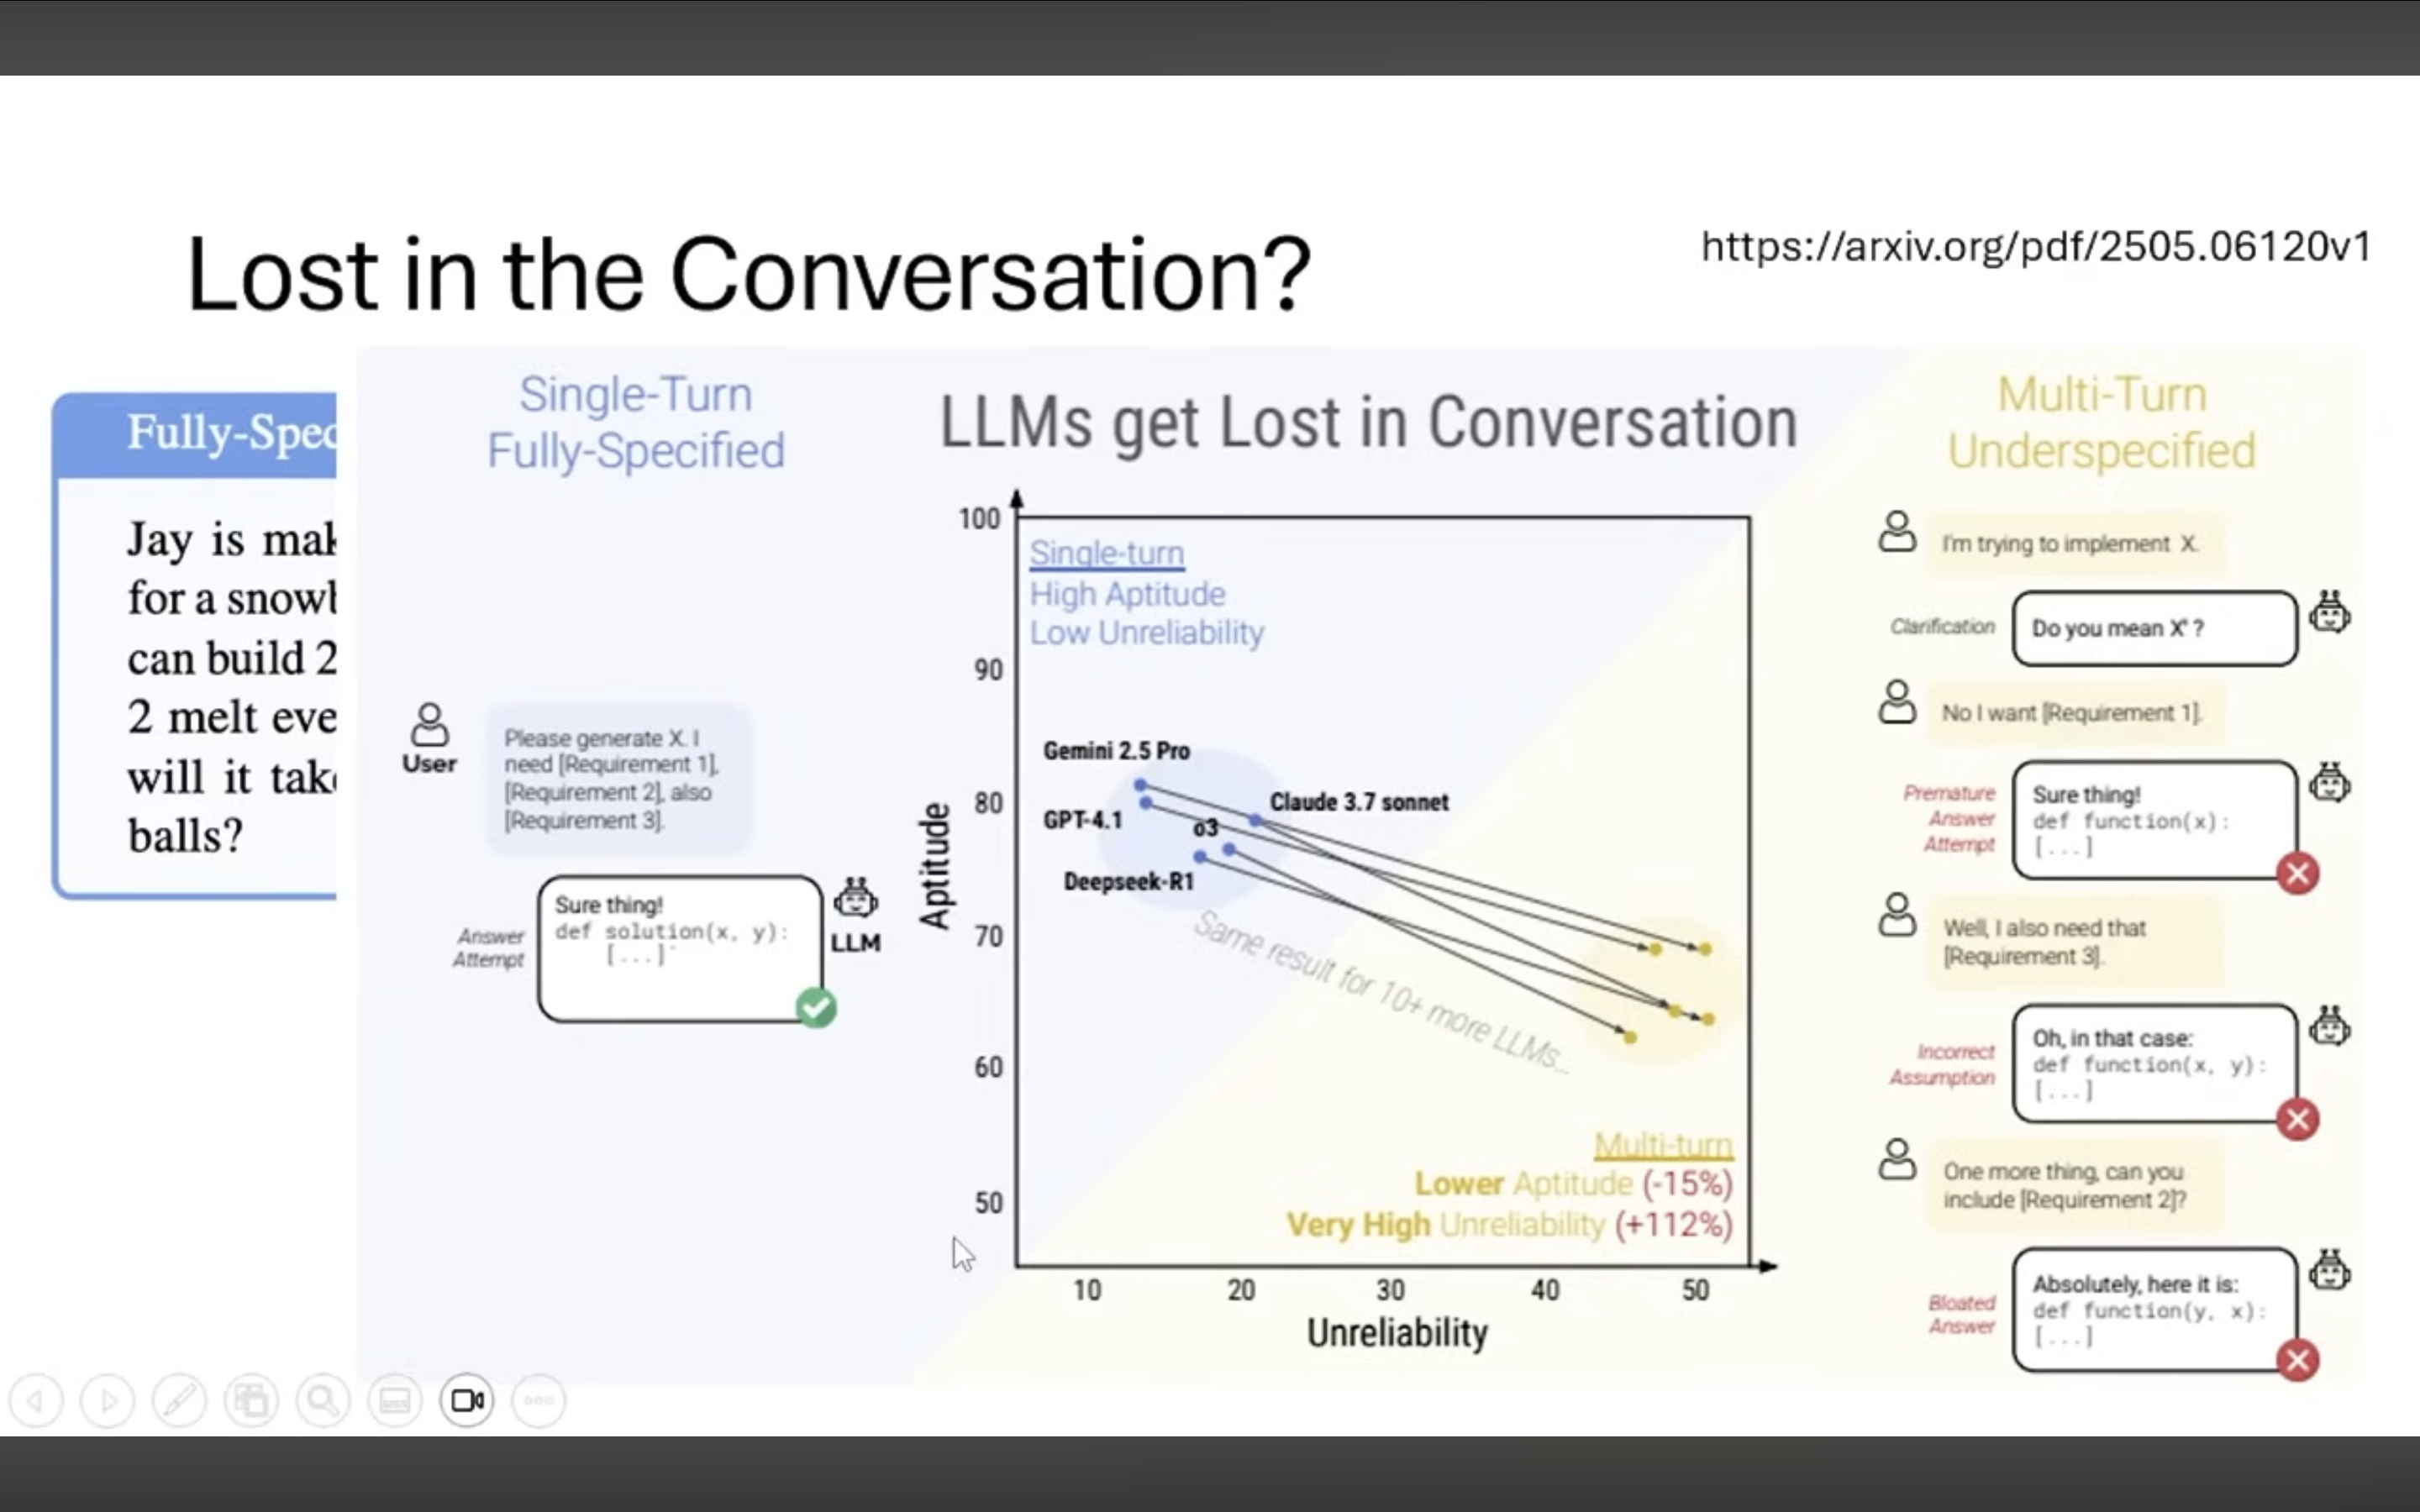 Lost in the Conversation?
https://arxiv.org/pdf/2505.06120v1
Fully-Spec
Jay is mak
for a snowb
can build 2
2 melt eve
will it take
balls?
Single-Turn
Fully-Specified
User
Please generate X. I
need [Requirement 1],
[Requirement 2], also
[Requirement 3].
Answer
Attempt
Sure thing!
def solution(x, y):
[...]
LLM
LLMs get Lost in Conversation
Aptitude
100
90
80
70
60
50
Single-turn
High Aptitude
Low Unreliability
Gemini 2.5 Pro
GPT-4.1
Claude 3.7 sonnet
o3
Deepseek-R1
Same result for 10+ more LLMs...
Multi-turn
Lower Aptitude (-15%)
Very High Unreliability (+112%)
10 20 30 40 50
Unreliability
Multi-Turn
Underspecified
I'm trying to implement X.
Clarification
Do you mean X' ?
No I want [Requirement 1].
Premature
Answer
Attempt
Sure thing!
def function(x):
[...]
Well, I also need that
[Requirement 3].
Incorrect
Assumption
Oh, in that case:
def function(x, y):
[...]
One more thing, can you
include [Requirement 2]?
Bloated
Answer
Absolutely, here it is:
def function(y, x):
[...]